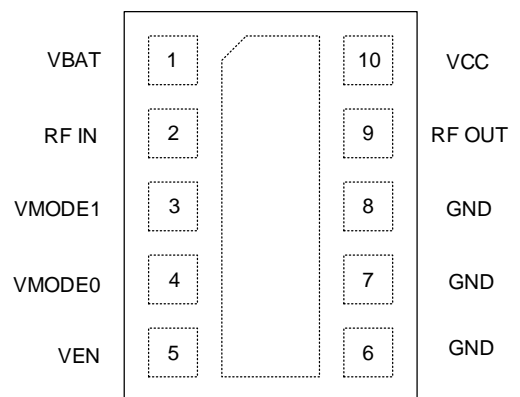 VBAT 1 10 VCC
RF IN 2 9 RF OUT
VMODE1 3 8 GND
VMODE0 4 7 GND
VEN 5 6 GND